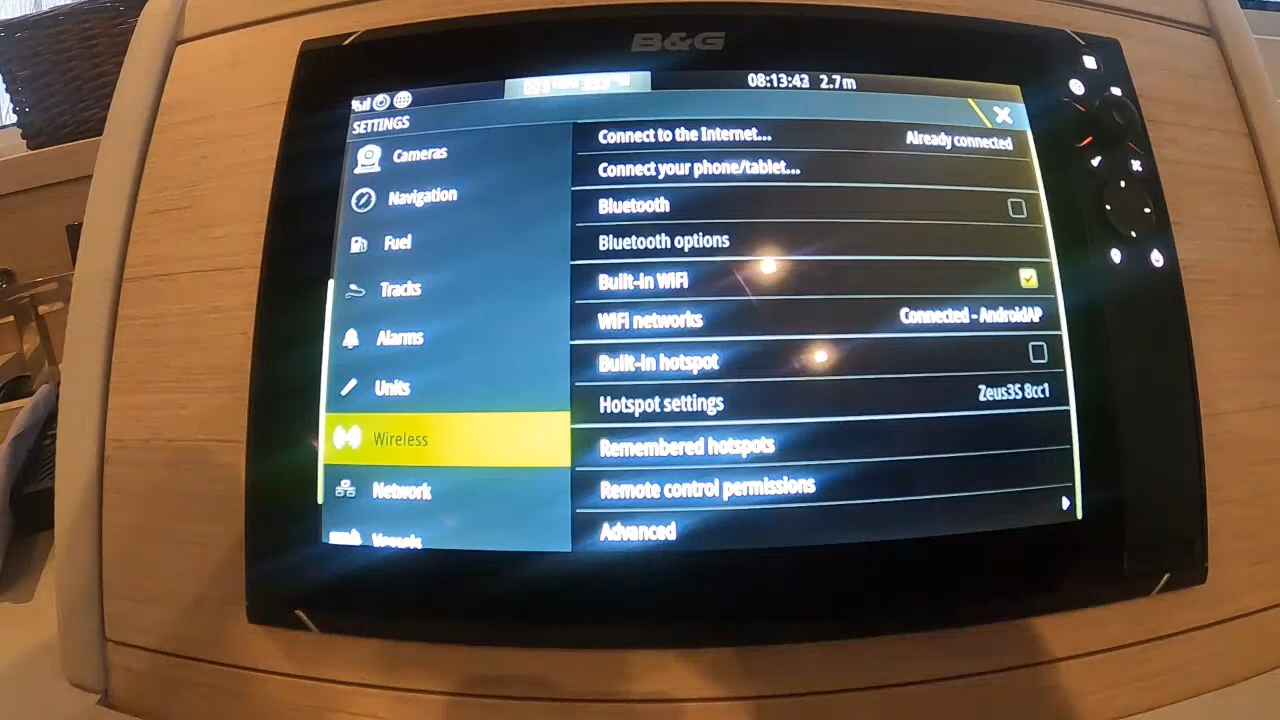 B&G
08:13:43 2.7m
SETTINGS
Cameras
Navigation
Fuel
Tracks
Alarms
Units
Wireless
Network
Vessels
Connect to the Internet... Already connected
Connect your phone/tablet...
Bluetooth
Bluetooth options
Built-in WiFi
WiFi networks Connected - AndroidAP
Built-in hotspot
Hotspot settings Zeus3S 8cc1
Remembered hotspots
Remote control permissions
Advanced